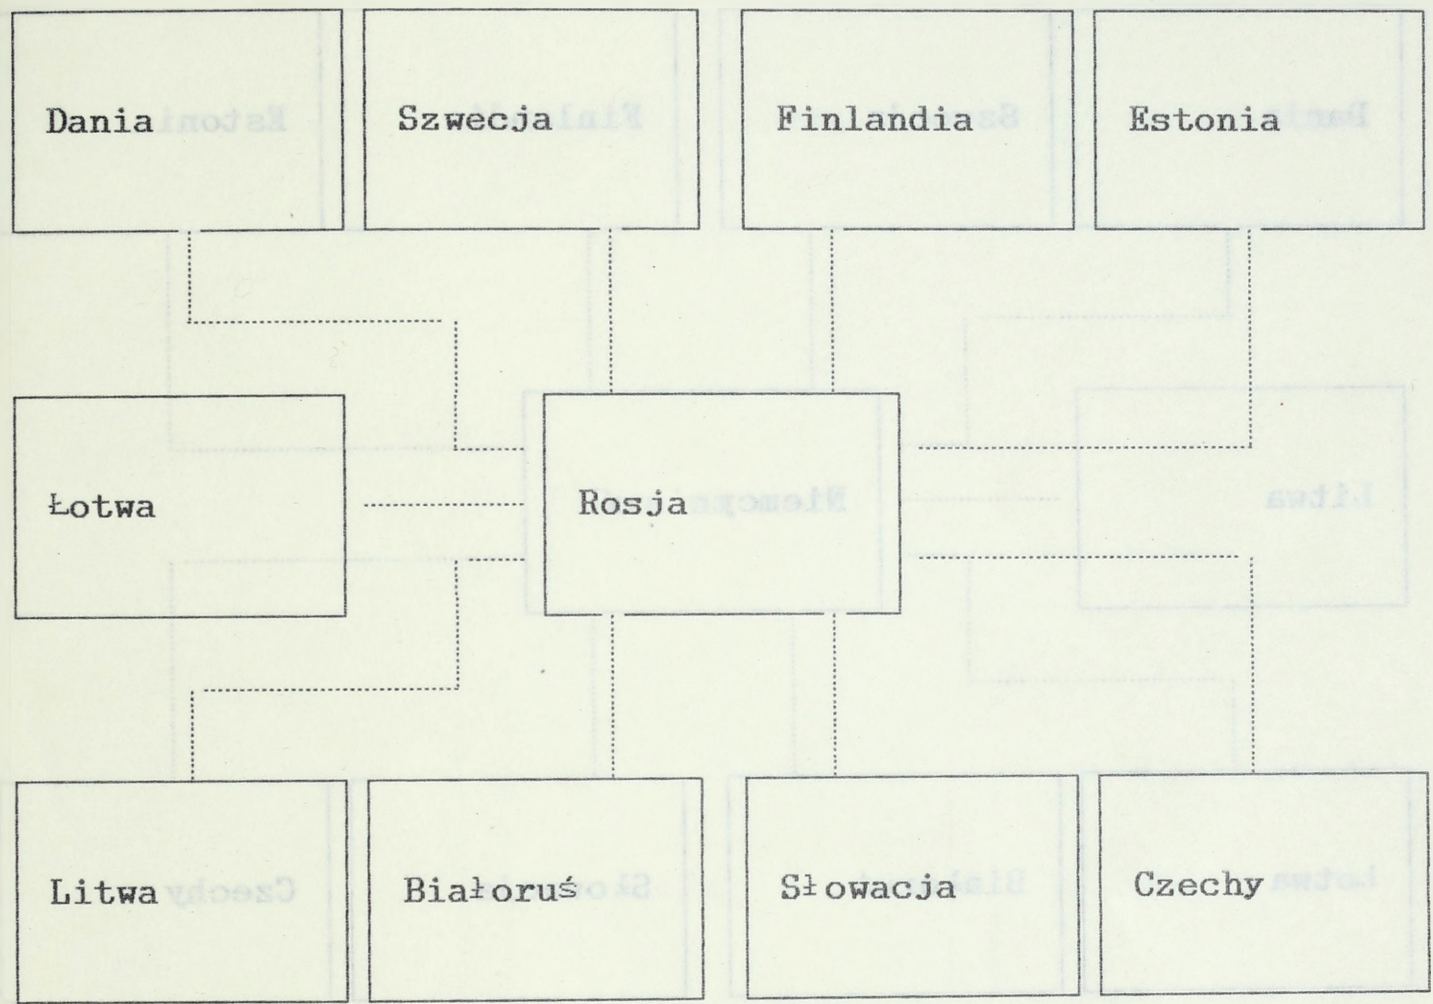 Dania
Szwecja
Finlandia
Estonia
Łotwa
Rosja
Litwa
Białoruś
Słowacja
Czechy